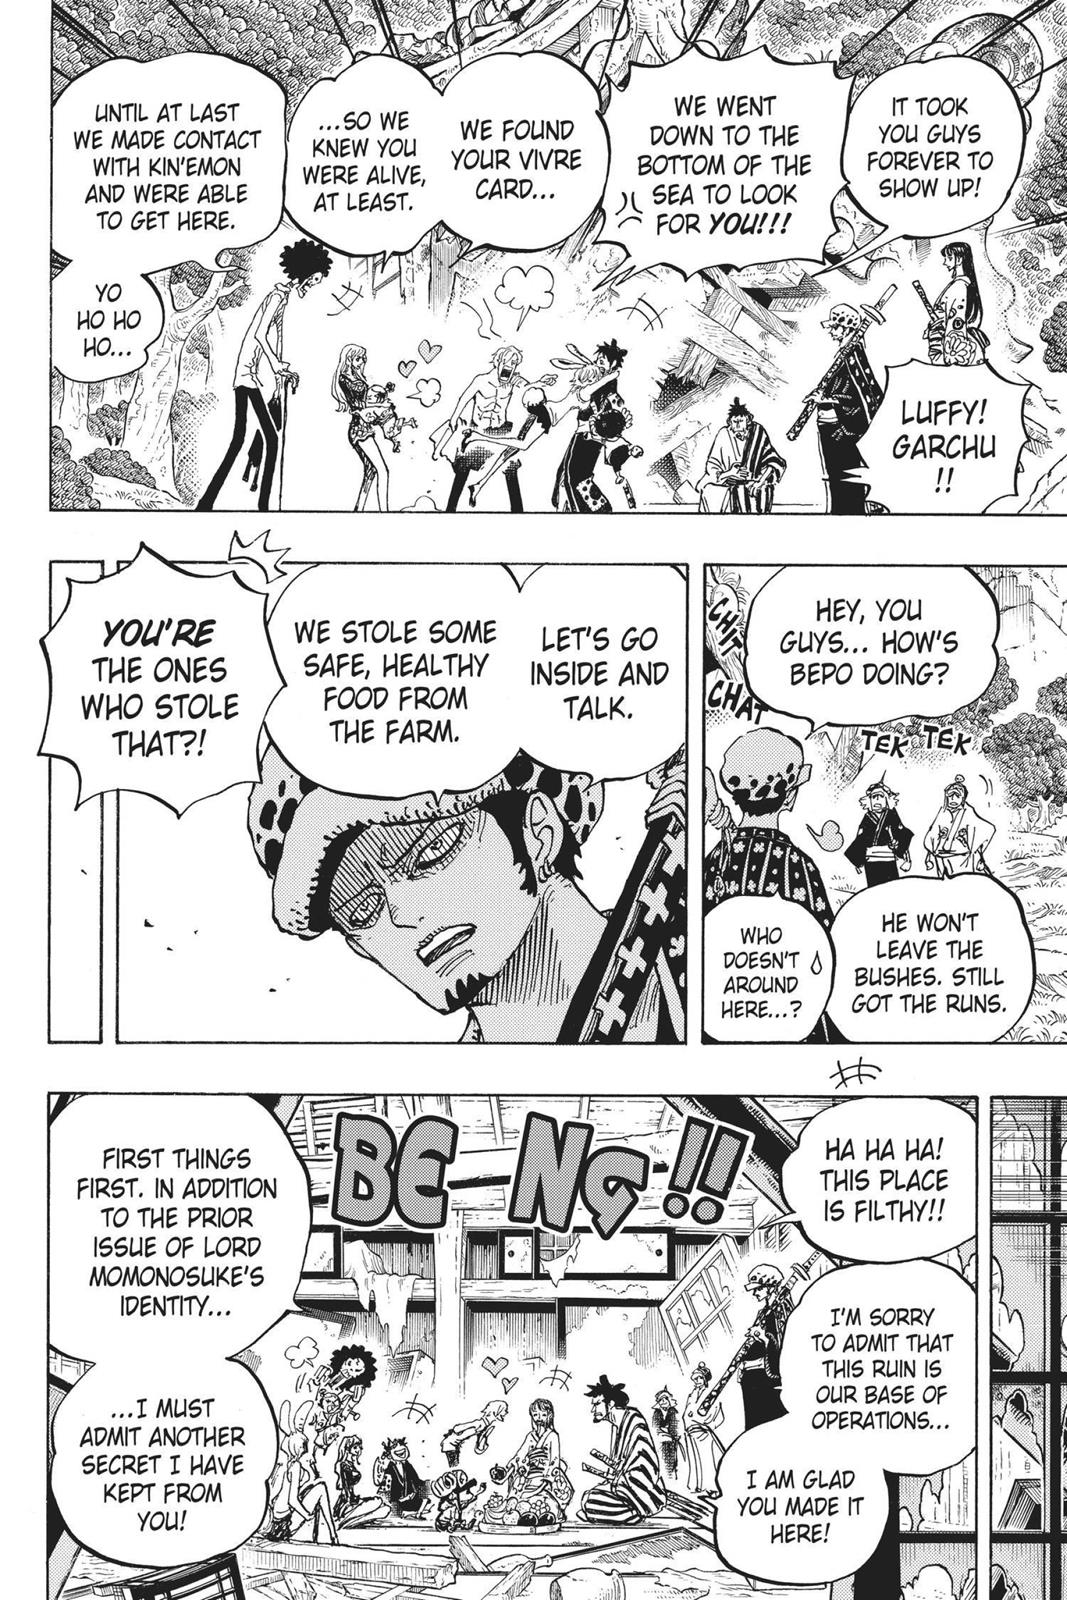 IT TOOK
YOU GUYS
FOREVER TO
SHOW UP!
WE WENT
DOWN TO THE
BOTTOM OF THE
SEA TO LOOK
FOR YOU!!!
WE FOUND
YOUR VIVRE
CARD...
...SO WE
KNEW YOU
WERE ALIVE,
AT LEAST.
UNTIL AT LAST
WE MADE CONTACT
WITH KIN'EMON
AND WERE ABLE
TO GET HERE.
YO
HO HO
HO...
LUFFY!
GARCHU
!!
HEY, YOU
GUYS... HOW'S
BEPO DOING?
CHIT
CHAT
TEK TEK
HE WON'T
LEAVE THE
BUSHES. STILL
GOT THE RUNS.
WHO
DOESN'T
AROUND
HERE...?
LET'S GO
INSIDE AND
TALK.
WE STOLE SOME
SAFE, HEALTHY
FOOD FROM
THE FARM.
YOU'RE
THE ONES
WHO STOLE
THAT?!
HA HA HA!
THIS PLACE
IS FILTHY!!
I'M SORRY
TO ADMIT THAT
THIS RUIN IS
OUR BASE OF
OPERATIONS...
I AM GLAD
YOU MADE IT
HERE!
BENG!!
FIRST THINGS
FIRST. IN ADDITION
TO THE PRIOR
ISSUE OF LORD
MOMONOSUKE'S
IDENTITY...
...I MUST
ADMIT ANOTHER
SECRET I HAVE
KEPT FROM
YOU!